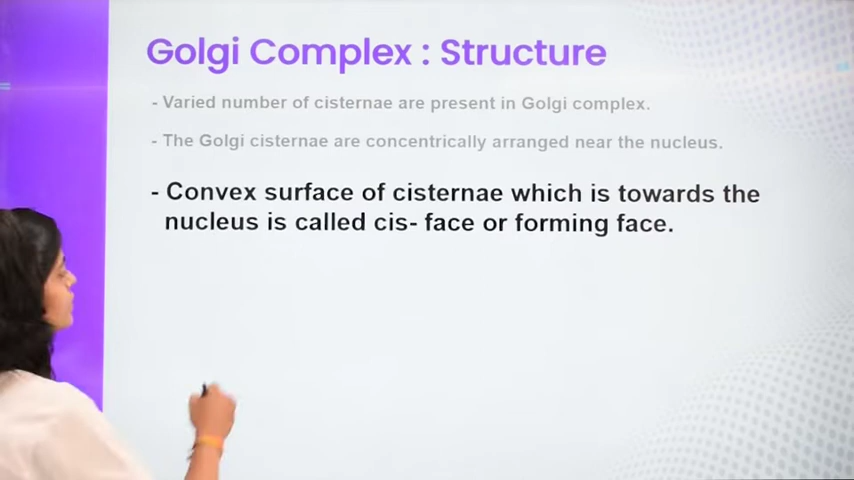 Golgi Complex : Structure
- Varied number of cisternae are present in Golgi complex.
- The Golgi cisternae are concentrically arranged near the nucleus.
- Convex surface of cisternae which is towards the
nucleus is called cis- face or forming face.